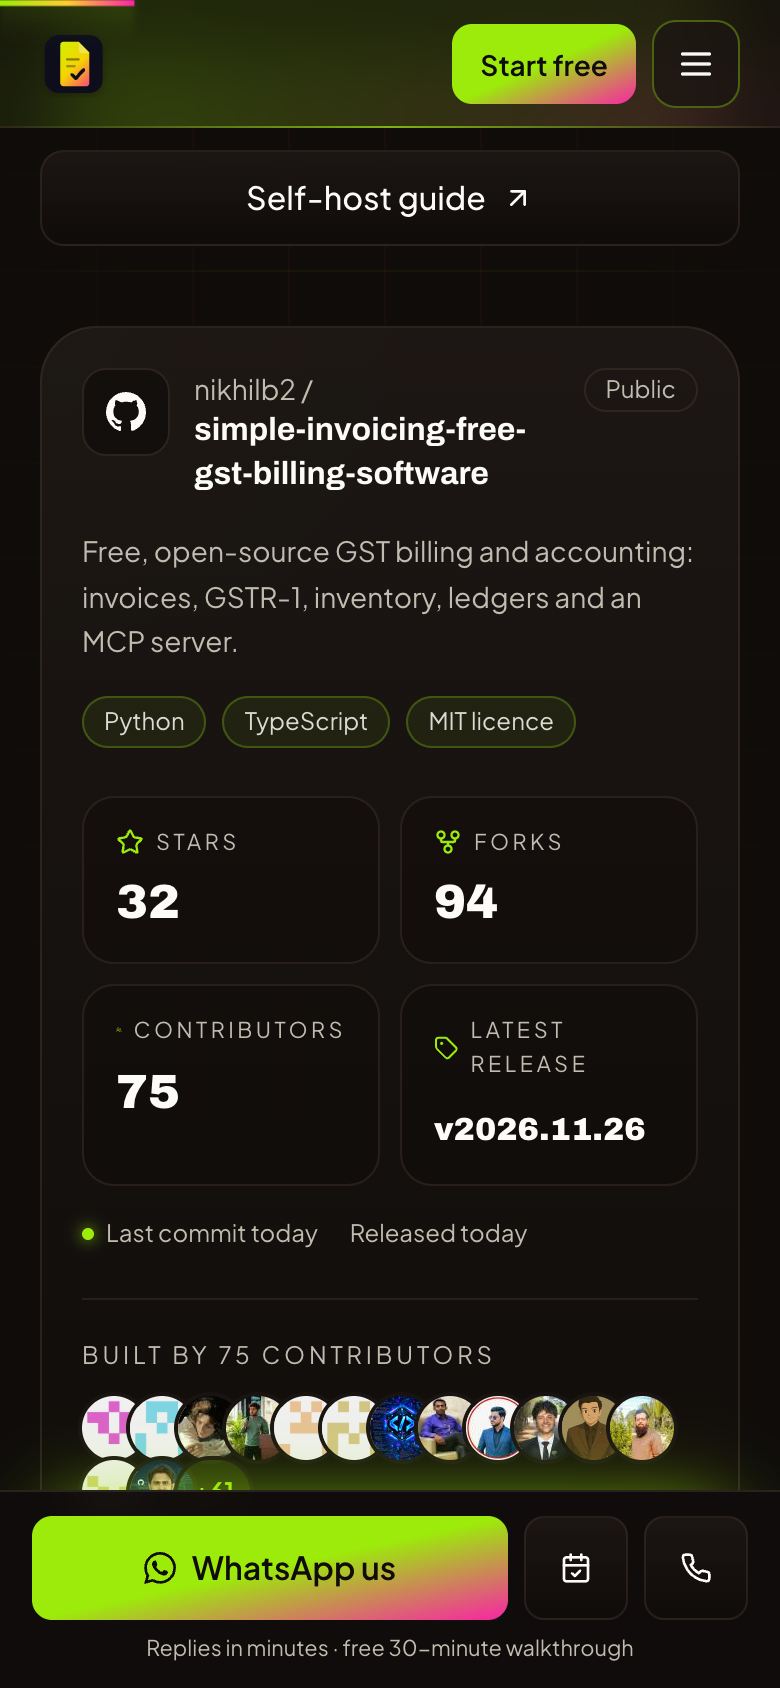 Start free
Self-host guide
nikhilb2 /
Public
simple-invoicing-free-
gst-billing-software
Free, open-source GST billing and accounting:
invoices, GSTR-1, inventory, ledgers and an
MCP server.
Python
TypeScript
MIT licence
STARS
32
FORKS
94
CONTRIBUTORS
75
LATEST
RELEASE
v2026.11.26
Last commit today
Released today
BUILT BY 75 CONTRIBUTORS
WhatsApp us
Replies in minutes · free 30-minute walkthrough